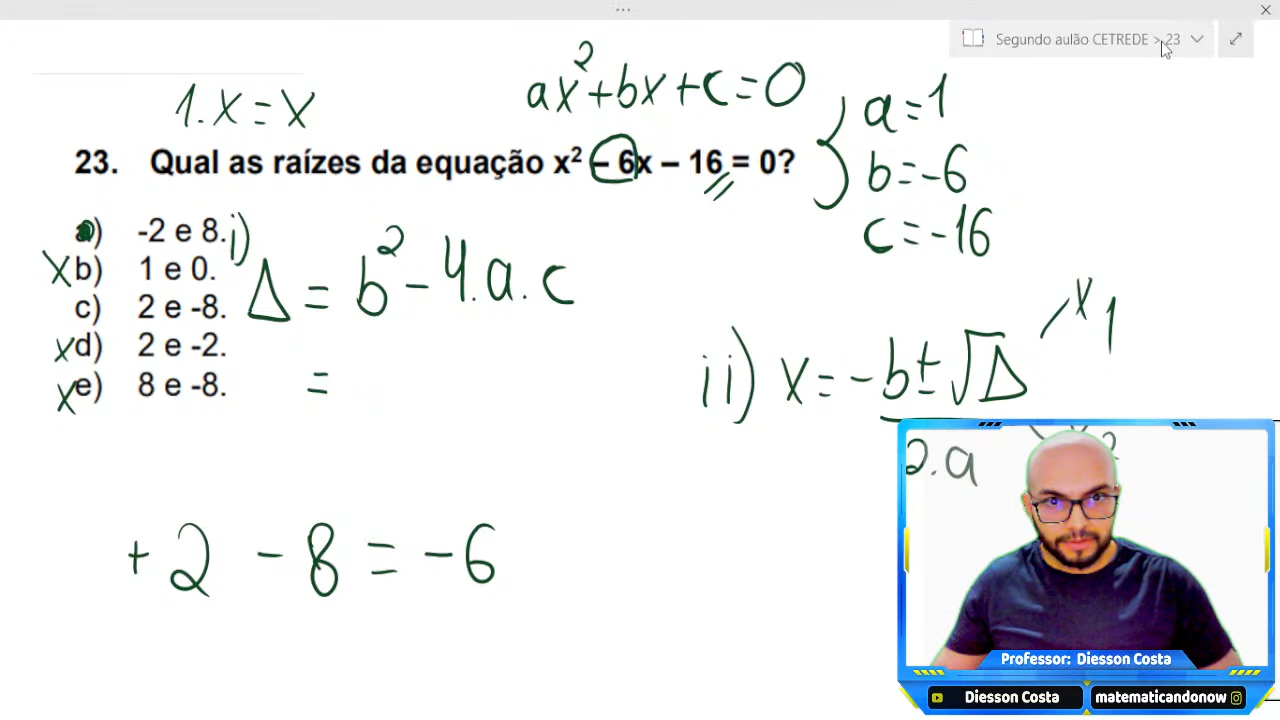 Segundo aulão CETREDE > 23
1.x = x
ax²+bx+c=0
a=1
23. Qual as raízes da equação x² – 6x – 16 = 0?
b=-6
c=-16
a) -2 e 8.
i)
x b) 1 e 0.
Δ = b² - 4.a.c
c) 2 e -8.
x d) 2 e -2.
x e) 8 e -8.
=
ii) x = -b±√Δ
2.a
x1
2
+2 - 8 = -6
Professor: Diesson Costa
Diesson Costa
matematicandonow